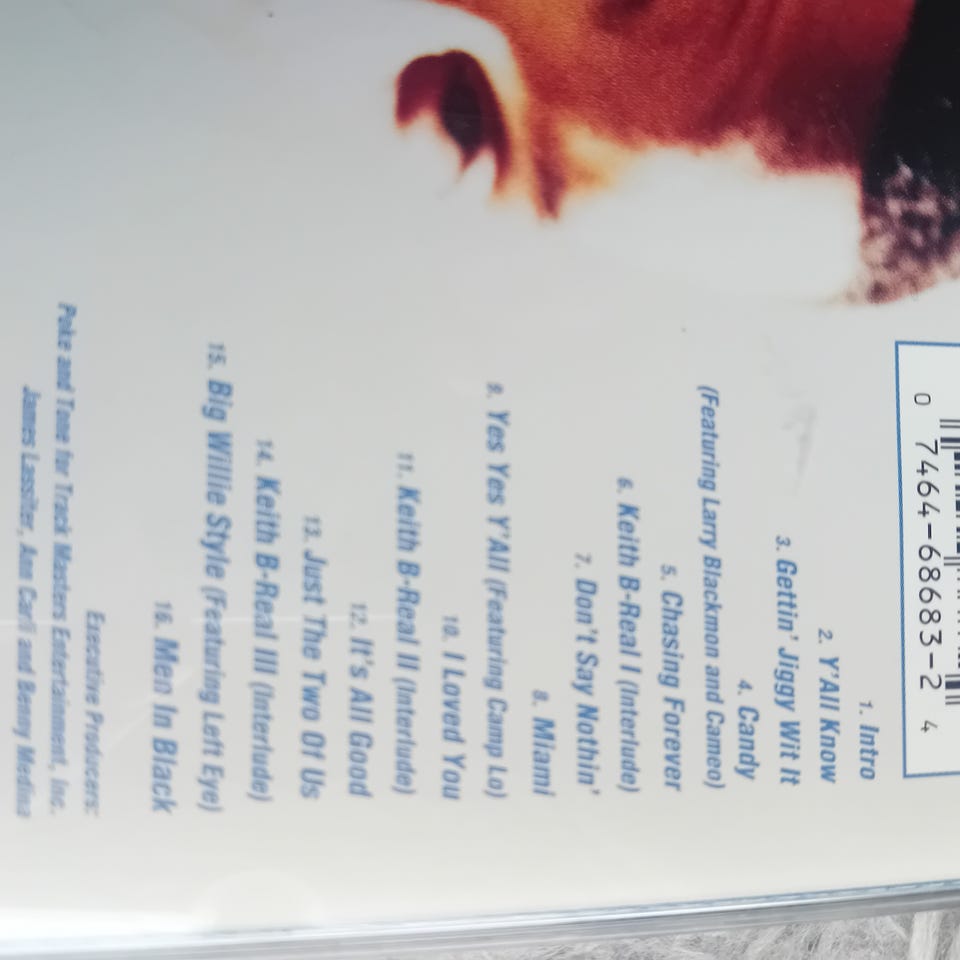 0 7464-68683-2 4
1. Intro
2. Y'All Know
3. Gettin' Jiggy Wit It
4. Candy
(Featuring Larry Blackmon and Cameo)
5. Chasing Forever
6. Keith B-Real I (Interlude)
7. Don't Say Nothin'
8. Miami
9. Yes Yes Y'All (Featuring Camp Lo)
10. I Loved You
11. Keith B-Real II (Interlude)
12. It's All Good
13. Just The Two Of Us
14. Keith B-Real III (Interlude)
15. Big Willie Style (Featuring Left Eye)
16. Men In Black
Executive Producers:
Poke and Tone for Track Masters Entertainment, Inc.
James Lassiter, Ann Carli and Benny Medina